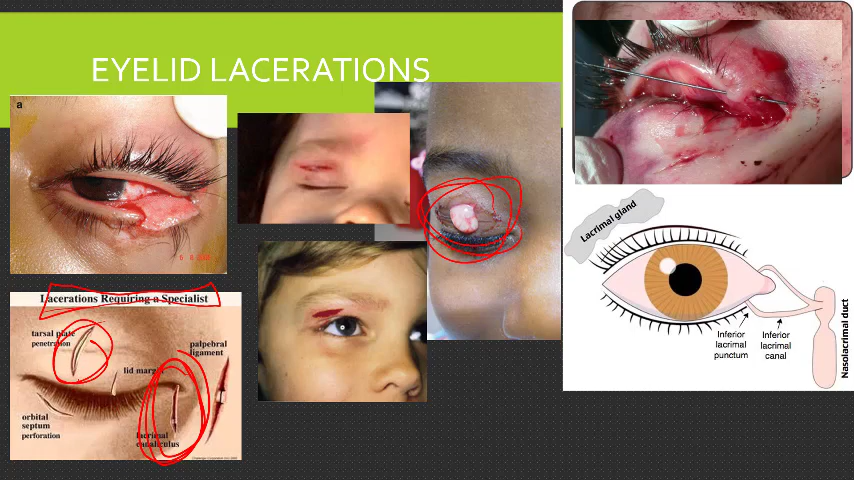 EYELID LACERATIONS
a
Lacerations Requiring a Specialist
tarsal plate
penetration
palpebral
ligament
lid margin
orbital
septum
perforation
lacrimal
canaliculus
Lacrimal gland
Inferior
lacrimal
punctum
Inferior
lacrimal
canal
Nasolacrimal duct